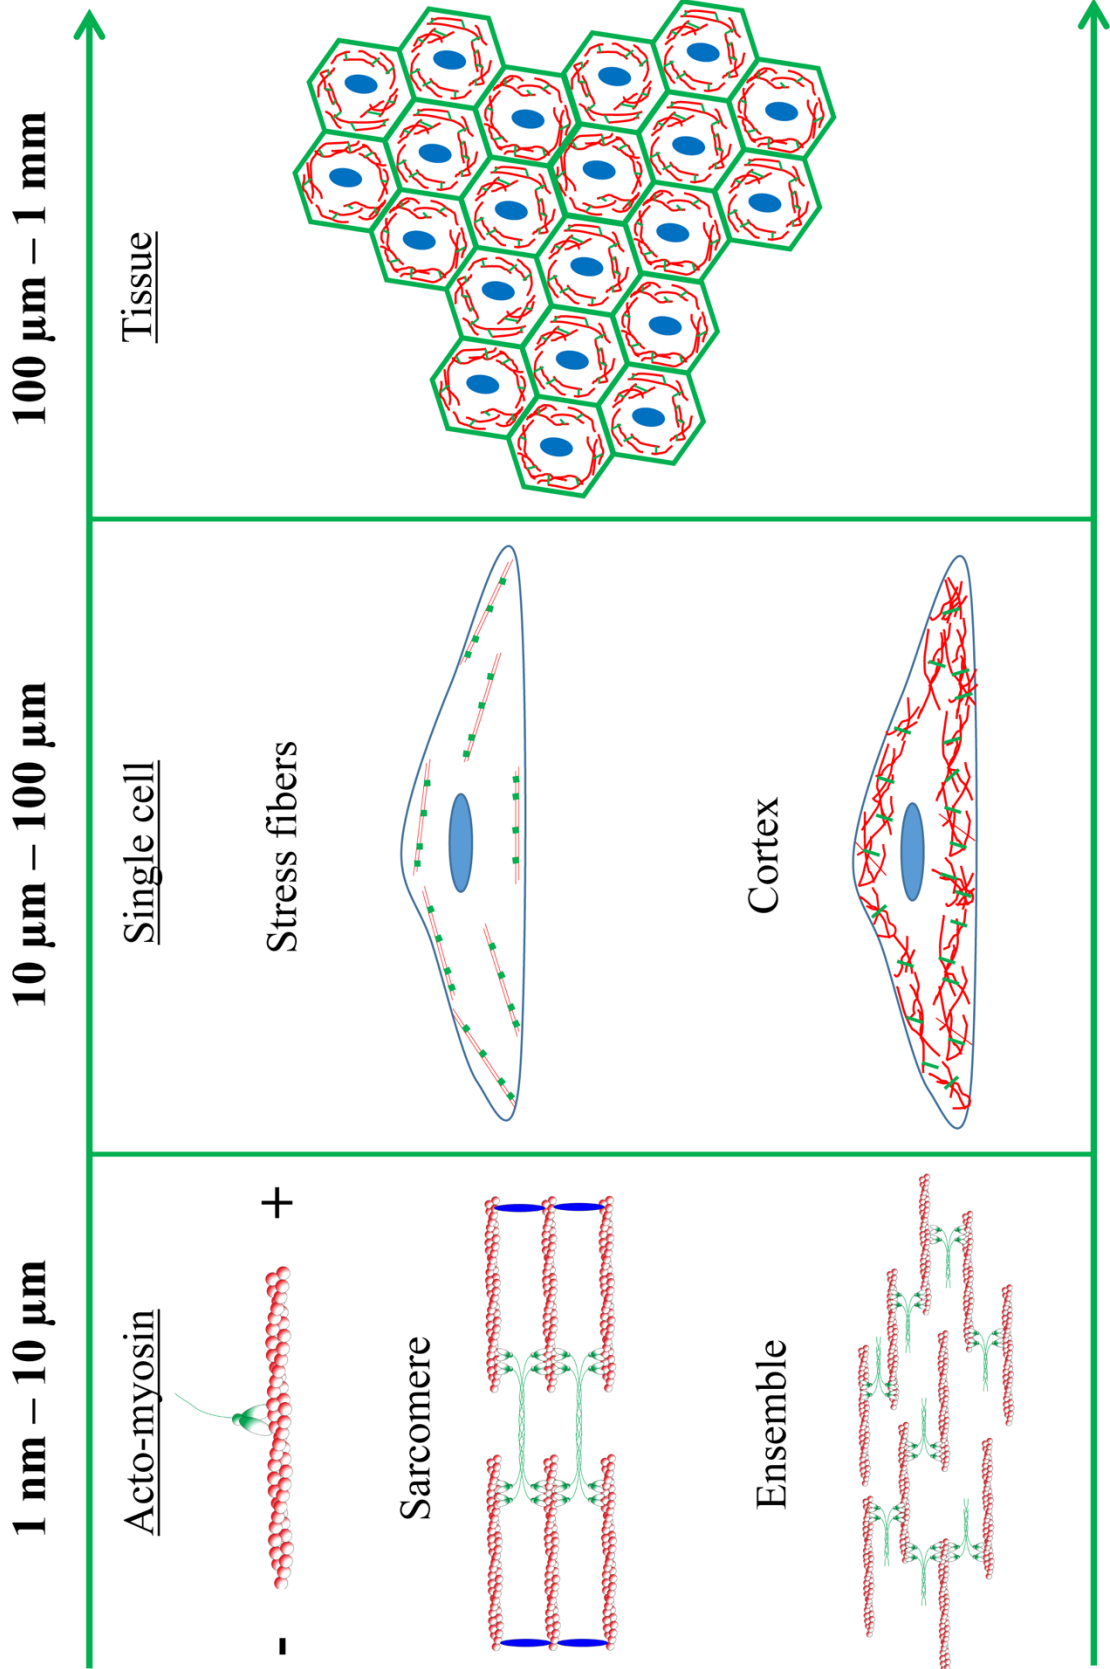 1 nm – 10 µm
10 µm – 100 µm
100 µm – 1 mm
Acto-myosin
- +
Sarcomere
Ensemble
Single cell
Stress fibers
Cortex
Tissue